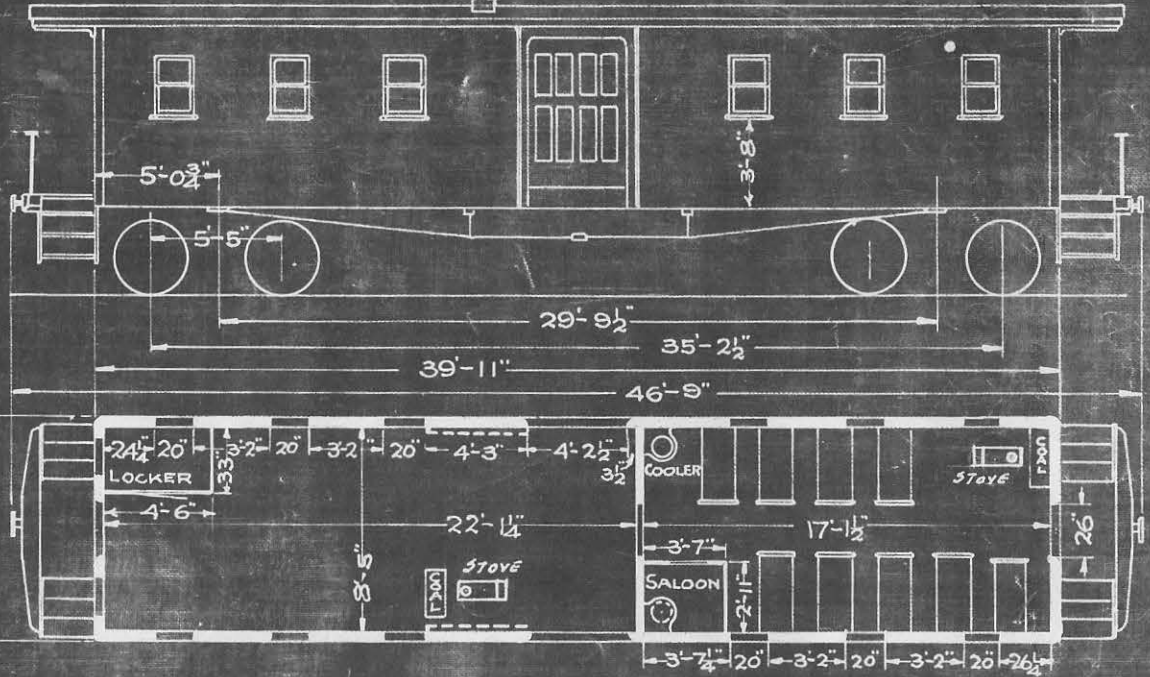 3'-8"
5'-0¾"
5'-5"
29'-9½"
35'-2½"
39'-11"
46'-9"
24¼" 20" 3'-2" 20" 3'-2" 20" 4'-3" 4'-2½"
33"
3½"
LOCKER
COOLER
STOVE
COAL
4'-6"
22'-1¼"
17'-1½"
26"
8'-5"
3'-7"
STOVE
COAL
SALOON
2'-11"
3'-7¼" 20" 3'-2" 20" 3'-2" 20" 26¼"